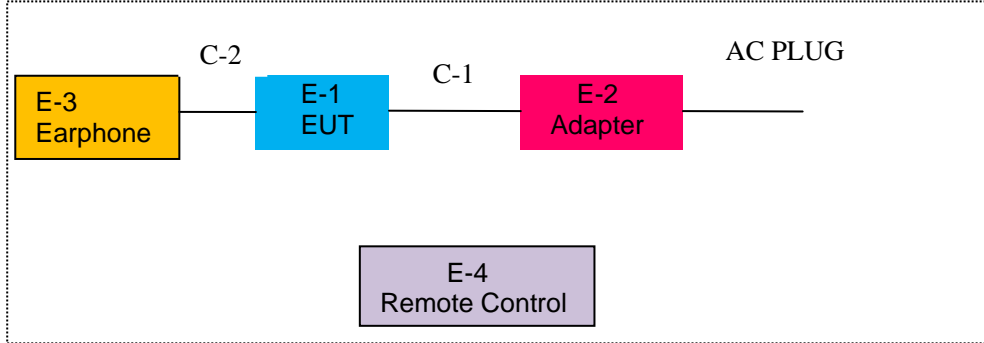 C-2
C-1
AC PLUG
E-3
Earphone
E-1
EUT
E-2
Adapter
E-4
Remote Control